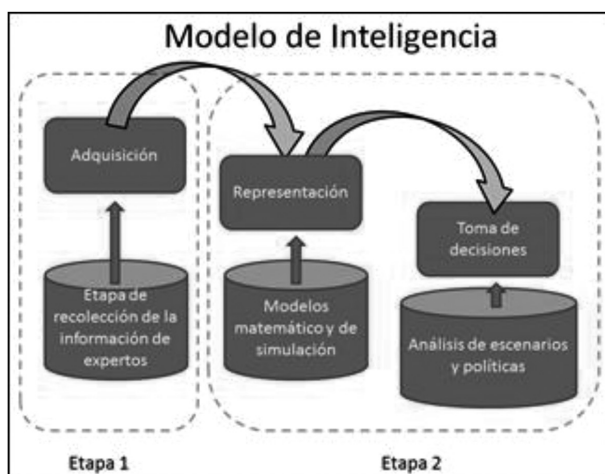 Modelo de Inteligencia
Adquisición
Representación
Toma de
decisiones
Etapa de
recolección de la
información de
expertos
Modelos
matemático y de
simulación
Análisis de escenarios
y políticas
Etapa 1
Etapa 2